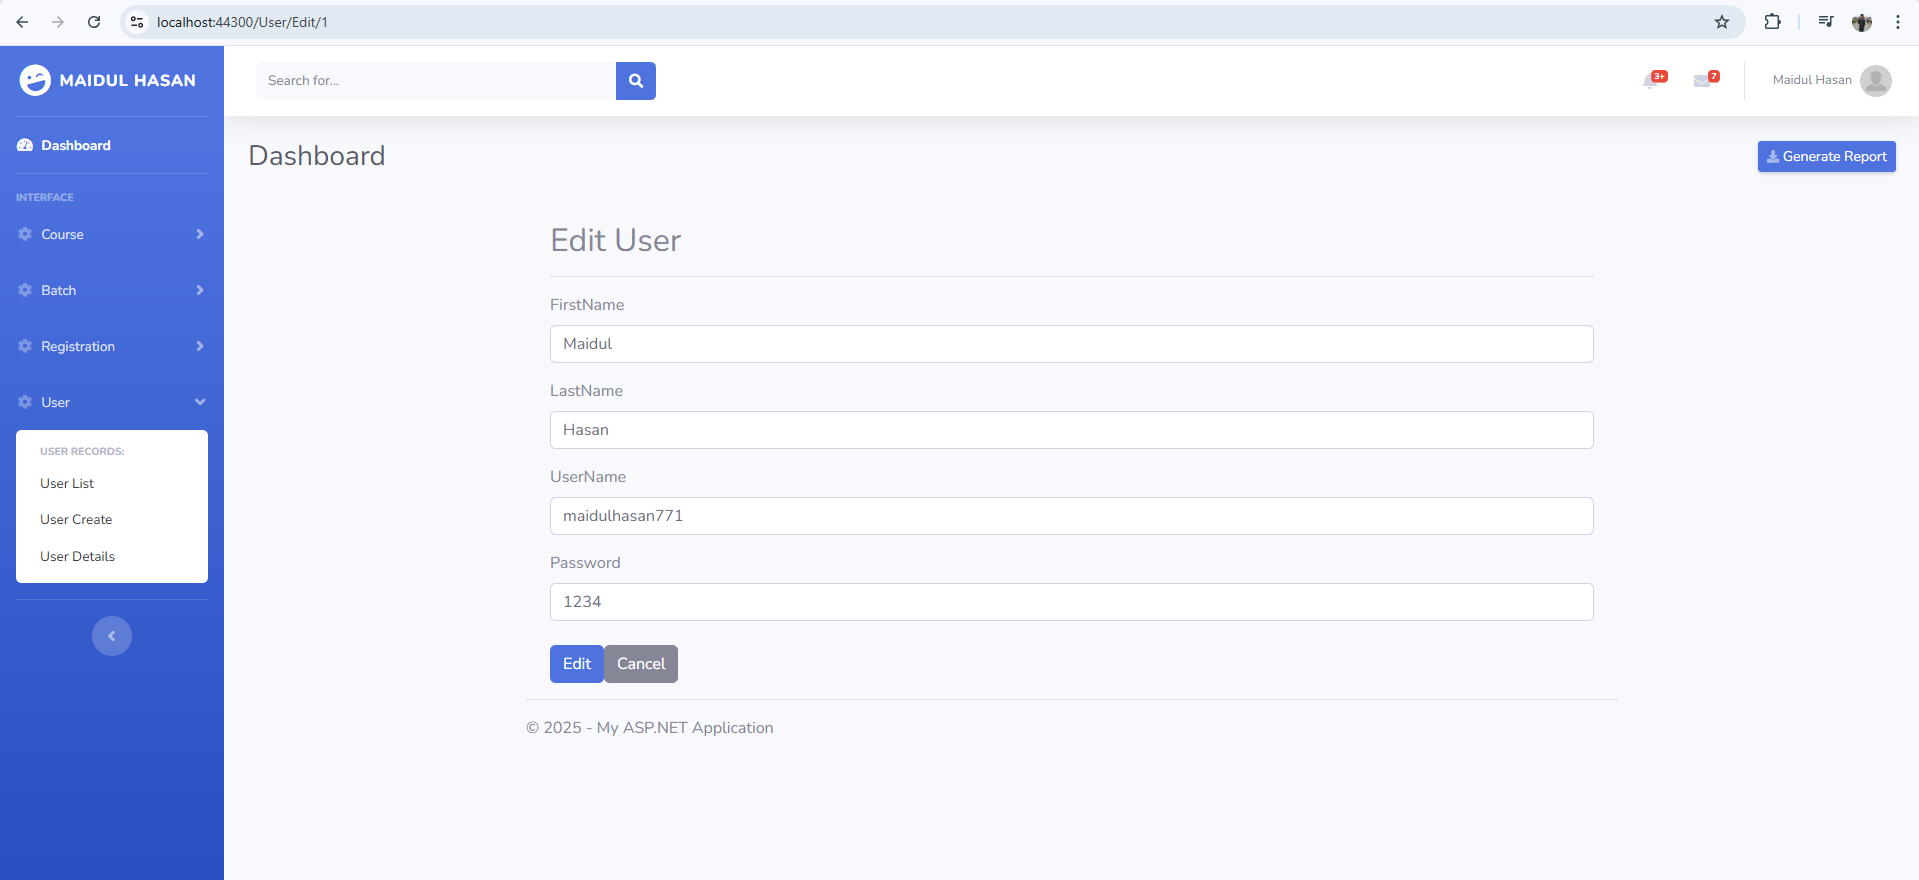 localhost:44300/User/Edit/1
MAIDUL HASAN
Search for...
3+
7
Maidul Hasan
Dashboard
INTERFACE
Course
Batch
Registration
User
USER RECORDS:
User List
User Create
User Details
Dashboard
Generate Report
Edit User
FirstName
Maidul
LastName
Hasan
UserName
maidulhasan771
Password
1234
Edit Cancel
© 2025 - My ASP.NET Application